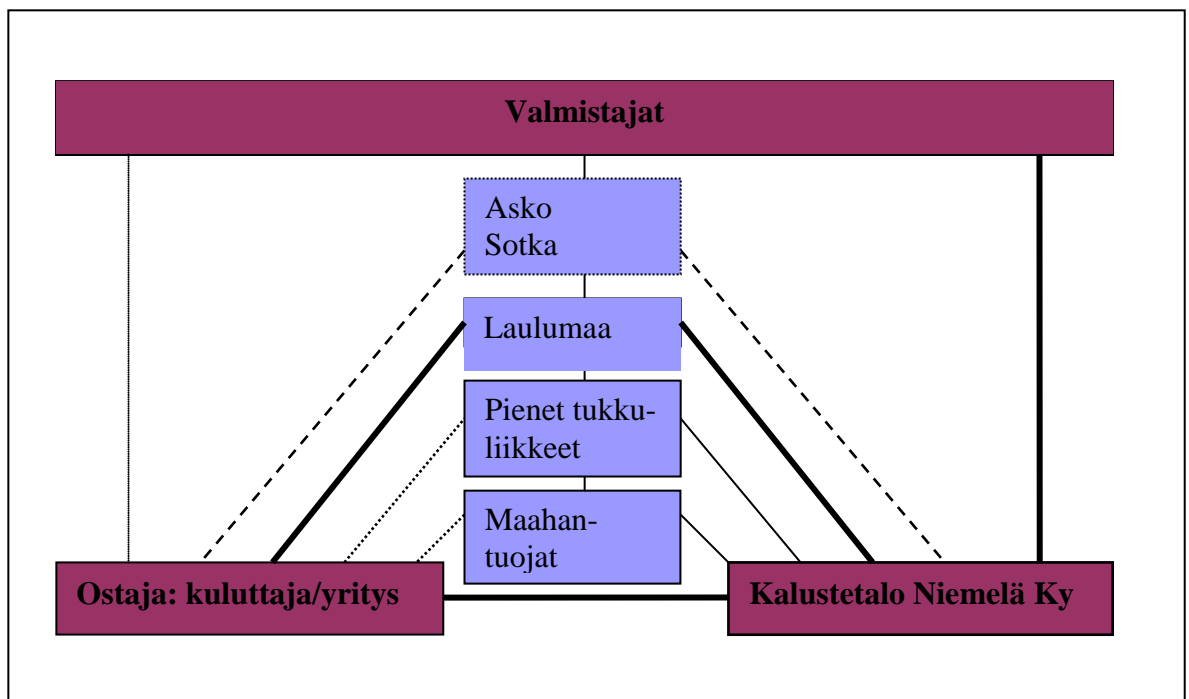 Valmistajat
Asko
Sotka
Laulumaa
Pienet tukku-
liikkeet
Maahan-
tuojat
Ostaja: kuluttaja/yritys
Kalustetalo Niemelä Ky